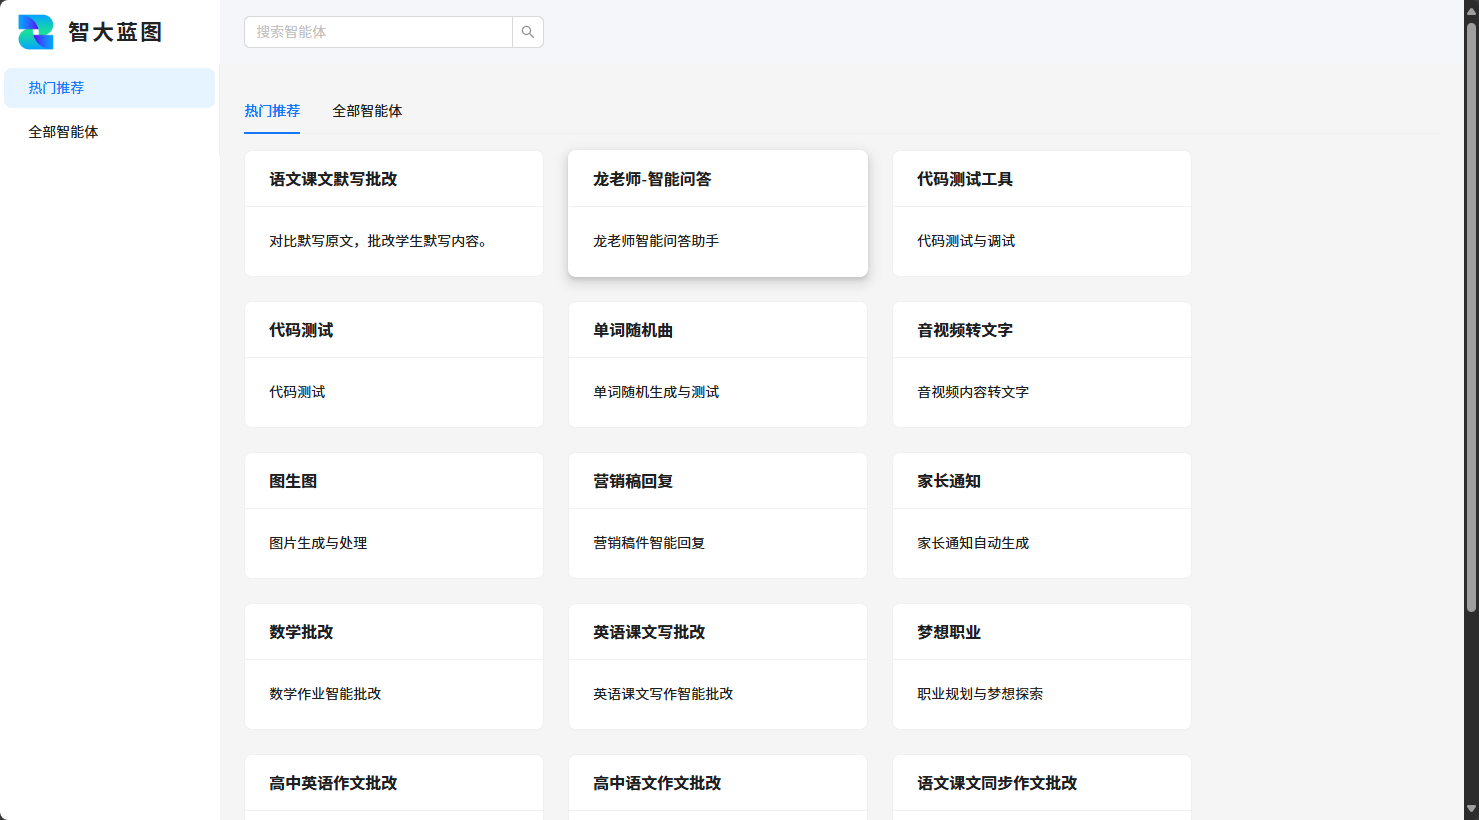 智大蓝图
搜索智能体
热门推荐
全部智能体
热门推荐
全部智能体
语文课文默写批改
对比默写原文，批改学生默写内容。
龙老师-智能问答
龙老师智能问答助手
代码测试工具
代码测试与调试
代码测试
代码测试
单词随机曲
单词随机生成与测试
音视频转文字
音视频内容转文字
图生图
图片生成与处理
营销稿回复
营销稿件智能回复
家长通知
家长通知自动生成
数学批改
数学作业智能批改
英语课文写批改
英语课文写作智能批改
梦想职业
职业规划与梦想探索
高中英语作文批改
高中语文作文批改
语文课文同步作文批改